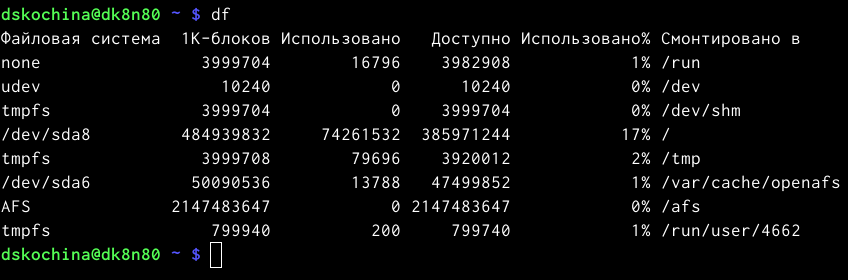 dskochina@dk8n80 ~ $ df
Файловая система 1K-блоков Использовано Доступно Использовано% Смонтировано в
none 3999704 16796 3982908 1% /run
udev 10240 0 10240 0% /dev
tmpfs 3999704 0 3999704 0% /dev/shm
/dev/sda8 484939832 74261532 385971244 17% /
tmpfs 3999708 79696 3920012 2% /tmp
/dev/sda6 50090536 13788 47499852 1% /var/cache/openafs
AFS 2147483647 0 2147483647 0% /afs
tmpfs 799940 200 799740 1% /run/user/4662
dskochina@dk8n80 ~ $